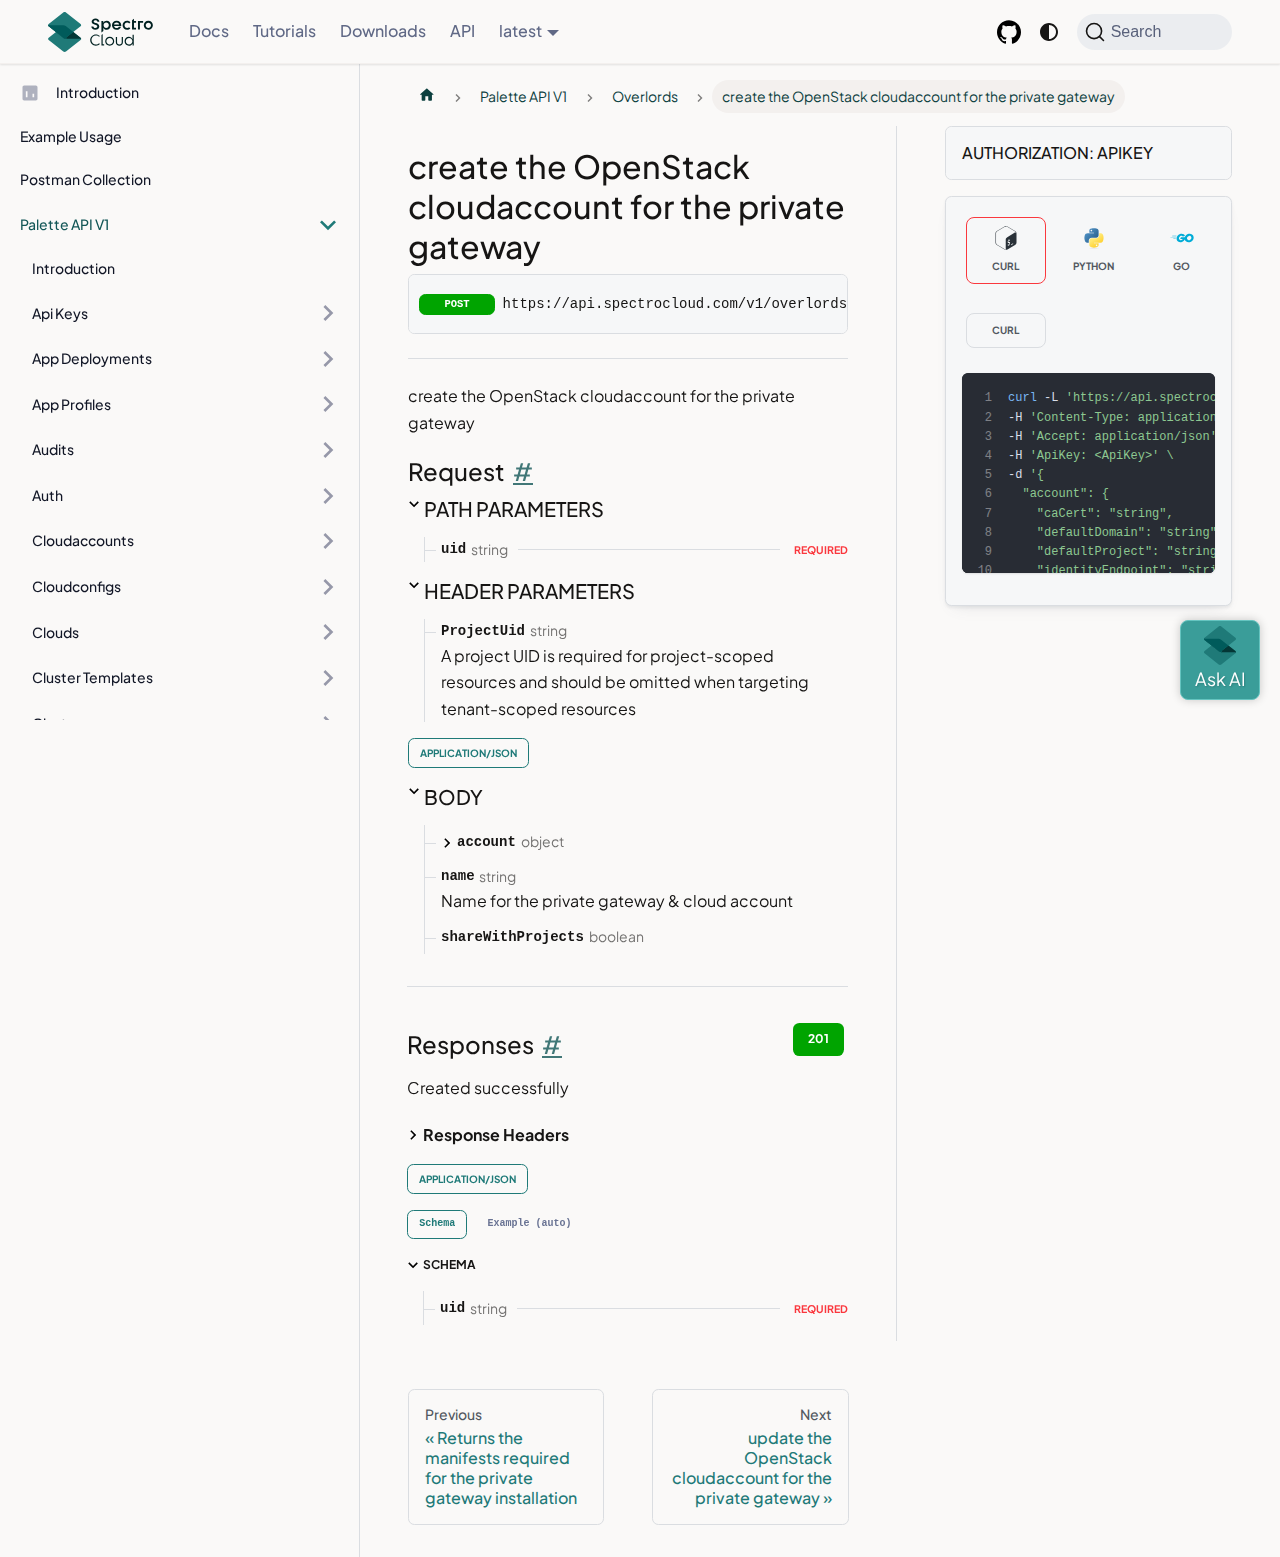 Spectro Cloud
Docs
Tutorials
Downloads
API
latest
Search
Introduction
Example Usage
Postman Collection
Palette API V1
Introduction
Api Keys
App Deployments
App Profiles
Audits
Auth
Cloudaccounts
Cloudconfigs
Clouds
Cluster Templates
Palette API V1
Overlords
create the OpenStack cloudaccount for the private gateway
create the OpenStack
cloudaccount for the private
gateway
POST https://api.spectrocloud.com/v1/overlords
create the OpenStack cloudaccount for the private
gateway
Request #
PATH PARAMETERS
uid string REQUIRED
HEADER PARAMETERS
ProjectUid string
A project UID is required for project-scoped
resources and should be omitted when targeting
tenant-scoped resources
APPLICATION/JSON
BODY
account object
name string
Name for the private gateway & cloud account
shareWithProjects boolean
Responses #
201
Created successfully
Response Headers
APPLICATION/JSON
Schema
Example (auto)
SCHEMA
uid string REQUIRED
Previous
« Returns the
manifests required
for the private
gateway installation
Next
update the
OpenStack
cloudaccount for the
private gateway »
AUTHORIZATION: APIKEY
CURL
PYTHON
GO
CURL
1 curl -L 'https://api.spectroc
2 -H 'Content-Type: application
3 -H 'Accept: application/json'
4 -H 'ApiKey: <ApiKey>' \
5 -d '{
6 "account": {
7 "caCert": "string",
8 "defaultDomain": "string"
9 "defaultProject": "string
10 "identityEndpoint": "stri
Ask AI